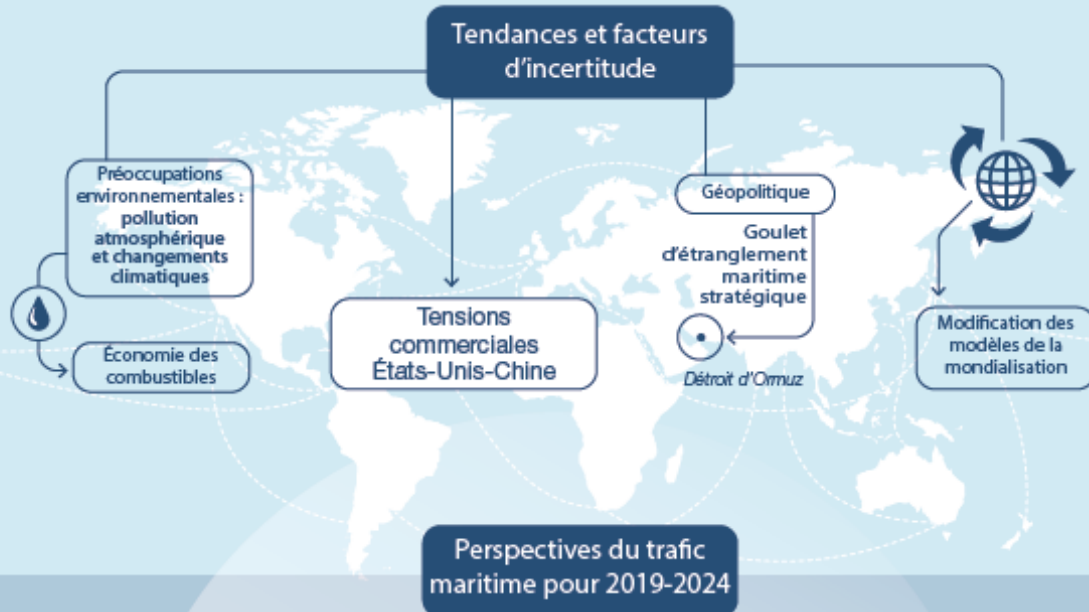 Tendances et facteurs
d'incertitude
Préoccupations
environnementales :
pollution
atmosphérique
et changements
climatiques
Économie des
combustibles
Tensions
commerciales
États-Unis-Chine
Géopolitique
Goulet
d'étranglement
maritime
stratégique
Détroit d'Ormuz
Modification des
modèles de la
mondialisation
Perspectives du trafic
maritime pour 2019-2024